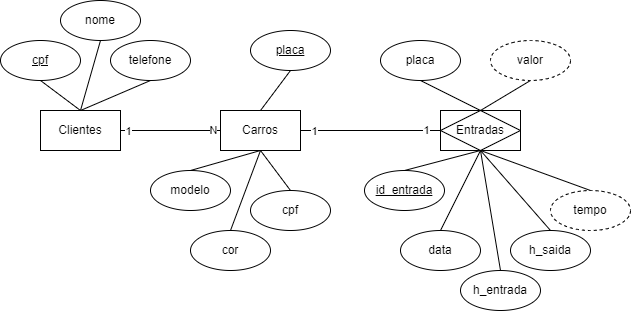 nome
cpf
telefone
placa
placa
valor
Clientes
1
N
Carros
1
1
Entradas
modelo
cpf
id_entrada
tempo
cor
data
h_saida
h_entrada